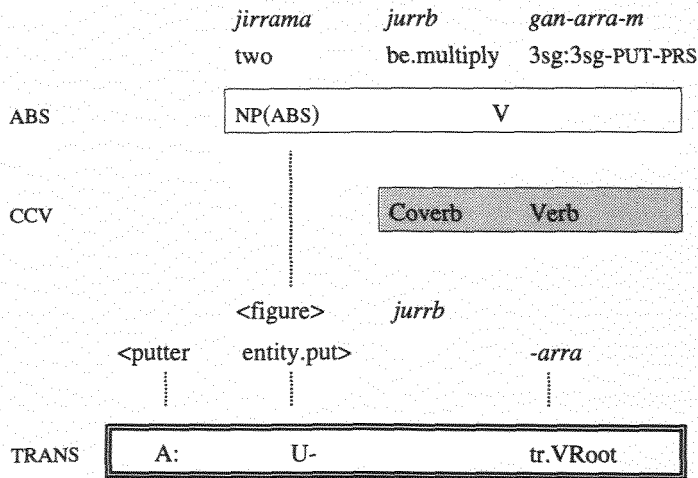 jirrama jurrb gan-arra-m
two be.multiply 3sg:3sg-PUT-PRS
ABS NP(ABS) V
CCV Coverb Verb
<figure> jurrb
<putter entity.put> -arra
TRANS A: U- tr.VRoot